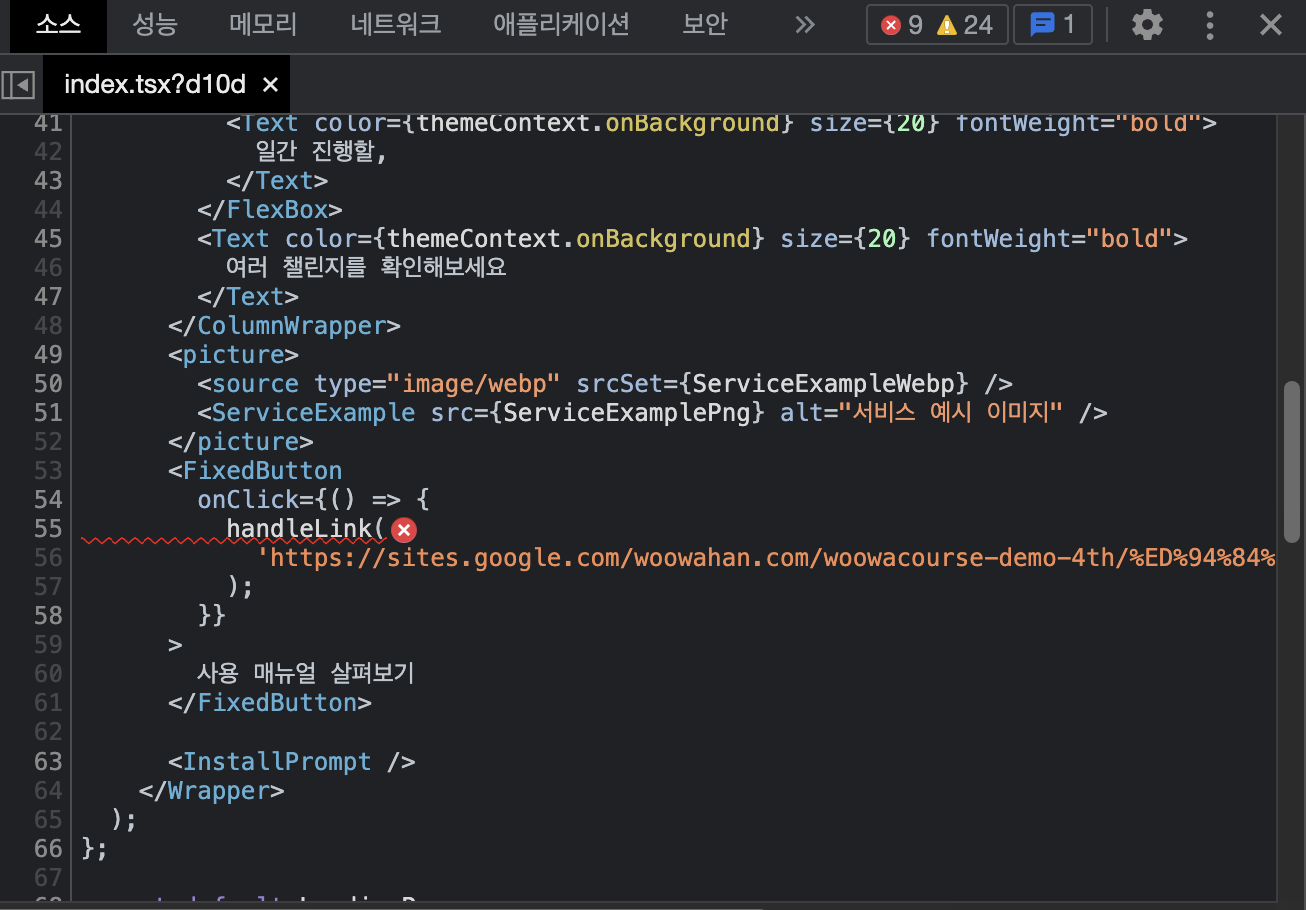 소스 성능 메모리 네트워크 애플리케이션 보안 » 9 24 1
index.tsx?d10d ×
41 <Text color={themeContext.onBackground} size={20} fontWeight="bold">
42 일간 진행할,
43 </Text>
44 </FlexBox>
45 <Text color={themeContext.onBackground} size={20} fontWeight="bold">
46 여러 챌린지를 확인해보세요
47 </Text>
48 </ColumnWrapper>
49 <picture>
50 <source type="image/webp" srcSet={ServiceExampleWebp} />
51 <ServiceExample src={ServiceExamplePng} alt="서비스 예시 이미지" />
52 </picture>
53 <FixedButton
54 onClick={() => {
55 handleLink(
56 'https://sites.google.com/woowahan.com/woowacourse-demo-4th/%ED%94%84%
57 );
58 }}
59 >
60 사용 매뉴얼 살펴보기
61 </FixedButton>
62
63 <InstallPrompt />
64 </Wrapper>
65 );
66 };
67